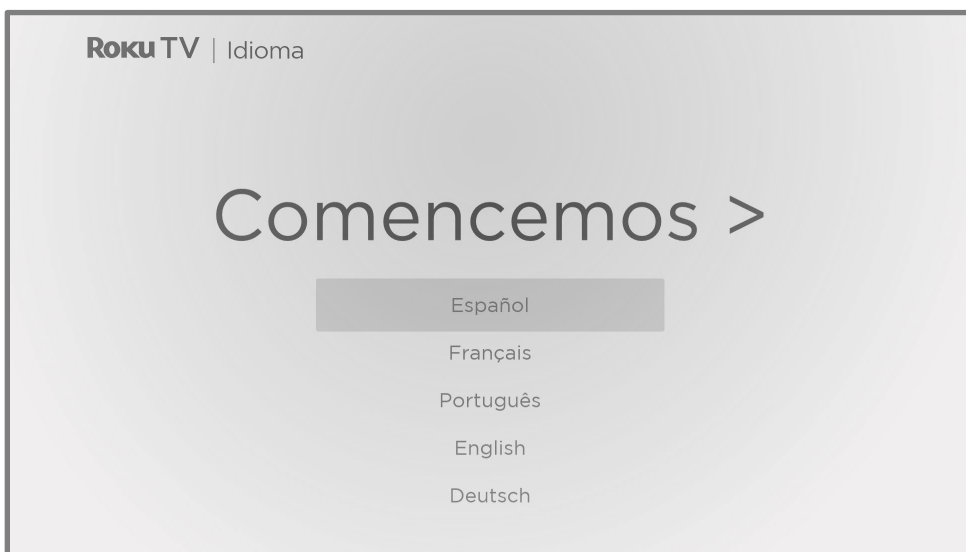 Roku TV | Idioma
Comencemos >
Español
Français
Português
English
Deutsch